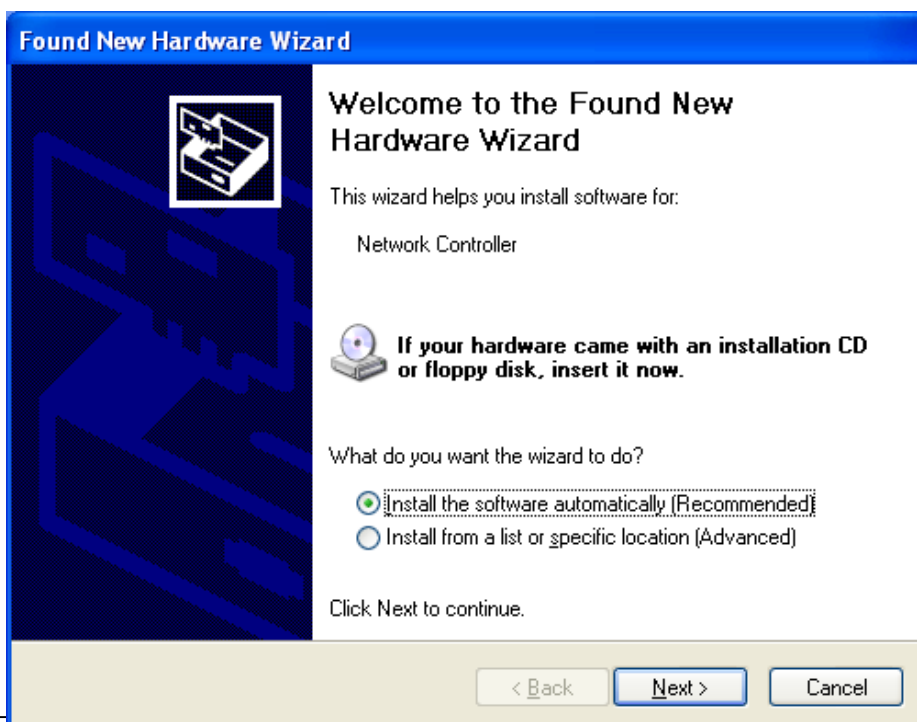 Found New Hardware Wizard
Welcome to the Found New
Hardware Wizard
This wizard helps you install software for:
Network Controller
If your hardware came with an installation CD
or floppy disk, insert it now.
What do you want the wizard to do?
Install the software automatically (Recommended)
Install from a list or specific location (Advanced)
Click Next to continue.
< Back Next > Cancel